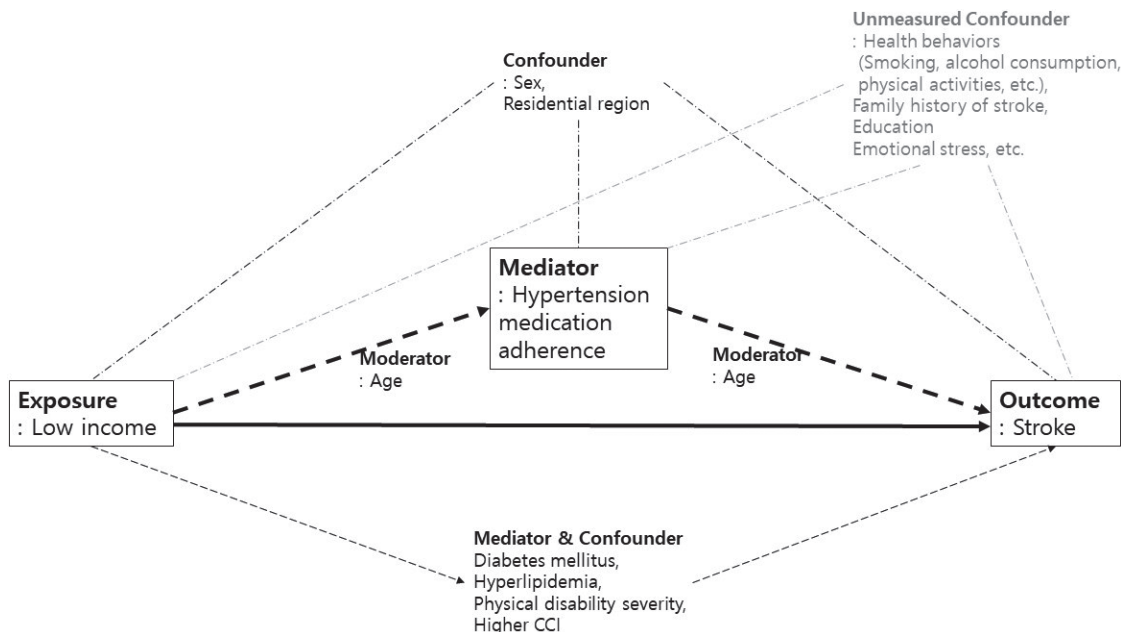 Unmeasured Confounder
: Health behaviors
(Smoking, alcohol consumption,
physical activities, etc.),
Family history of stroke,
Education
Emotional stress, etc.
Confounder
: Sex,
Residential region
Mediator
: Hypertension
medication
adherence
Moderator
: Age
Moderator
: Age
Exposure
: Low income
Outcome
: Stroke
Mediator & Confounder
Diabetes mellitus,
Hyperlipidemia,
Physical disability severity,
Higher CCI